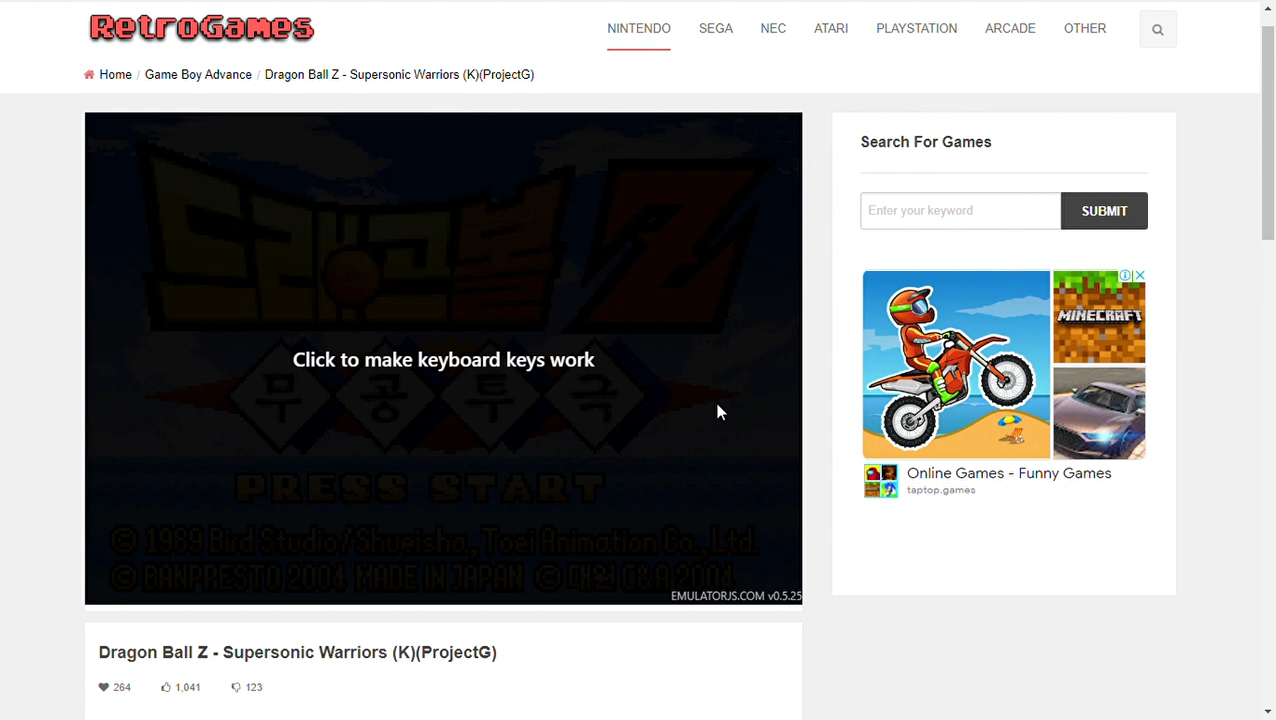 RetroGames
NINTENDO SEGA NEC ATARI PLAYSTATION ARCADE OTHER
Home / Game Boy Advance / Dragon Ball Z - Supersonic Warriors (K)(ProjectG)
드래곤볼 Z
Click to make keyboard keys work
무공투극
PRESS START
© 1989 Bird Studio/Shueisha, Toei Animation Co.,Ltd.
© BANPRESTO 2004 MADE IN JAPAN © 대원 C&A 2004
EMULATORJS.COM v0.5.25
Dragon Ball Z - Supersonic Warriors (K)(ProjectG)
264 1,041 123
Search For Games
Enter your keyword SUBMIT
MINECRAFT
Online Games - Funny Games
taptop.games